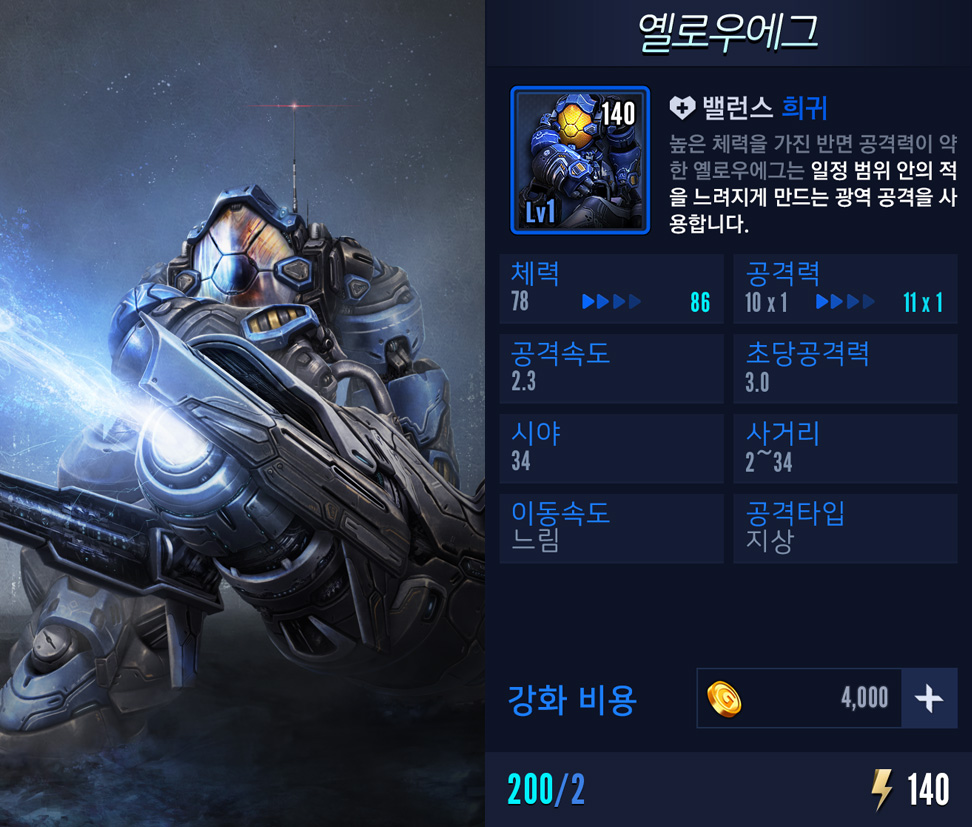 옐로우에그
140
Lv1
밸런스 희귀
높은 체력을 가진 반면 공격력이 약
한 옐로우에그는 일정 범위 안의 적
을 느려지게 만드는 광역 공격을 사
용합니다.
체력
78 86
공격력
10 x 1 11 x 1
공격속도
2.3
초당공격력
3.0
시야
34
사거리
2~34
이동속도
느림
공격타입
지상
강화 비용 4,000
200/2 140